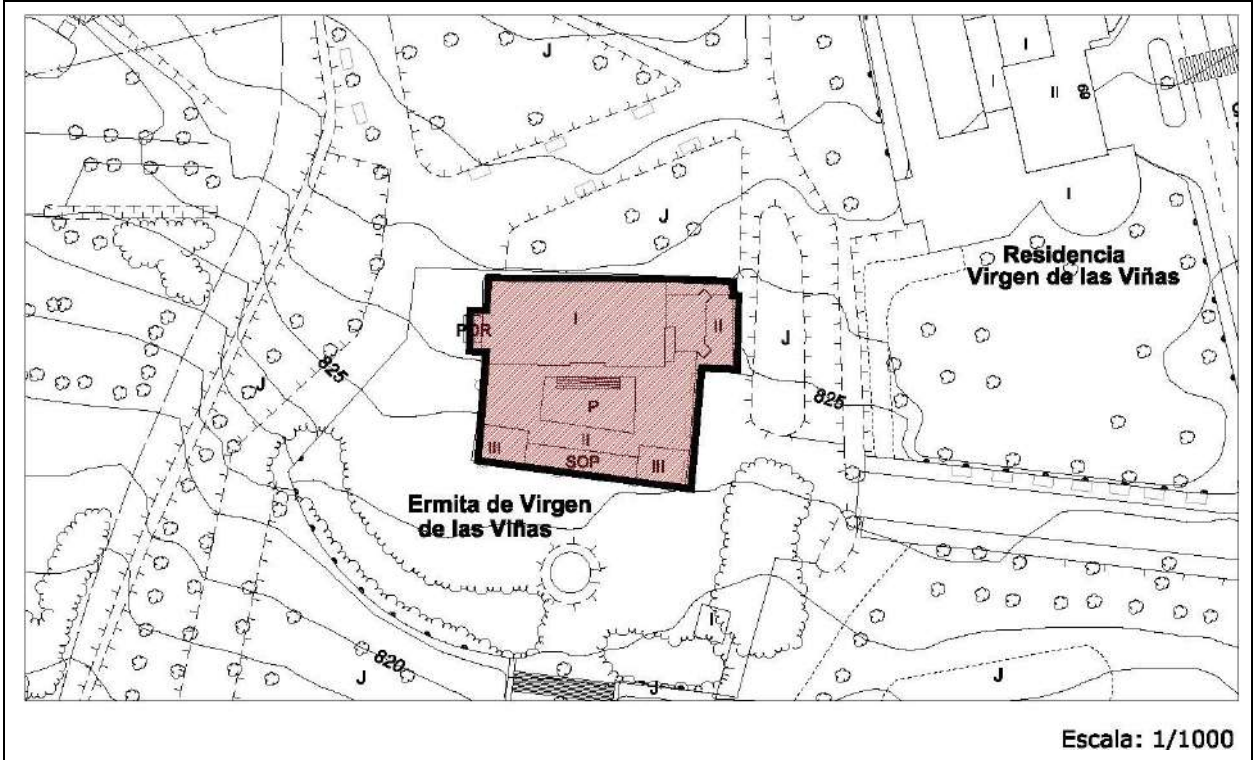 J
I
I
II
J
I
Residencia
Virgen de las Viñas
I
II
POR
J
825
J
825
P
II
III
SOP
III
Ermita de Virgen
de las Viñas
I
820
J
J
J
Escala: 1/1000